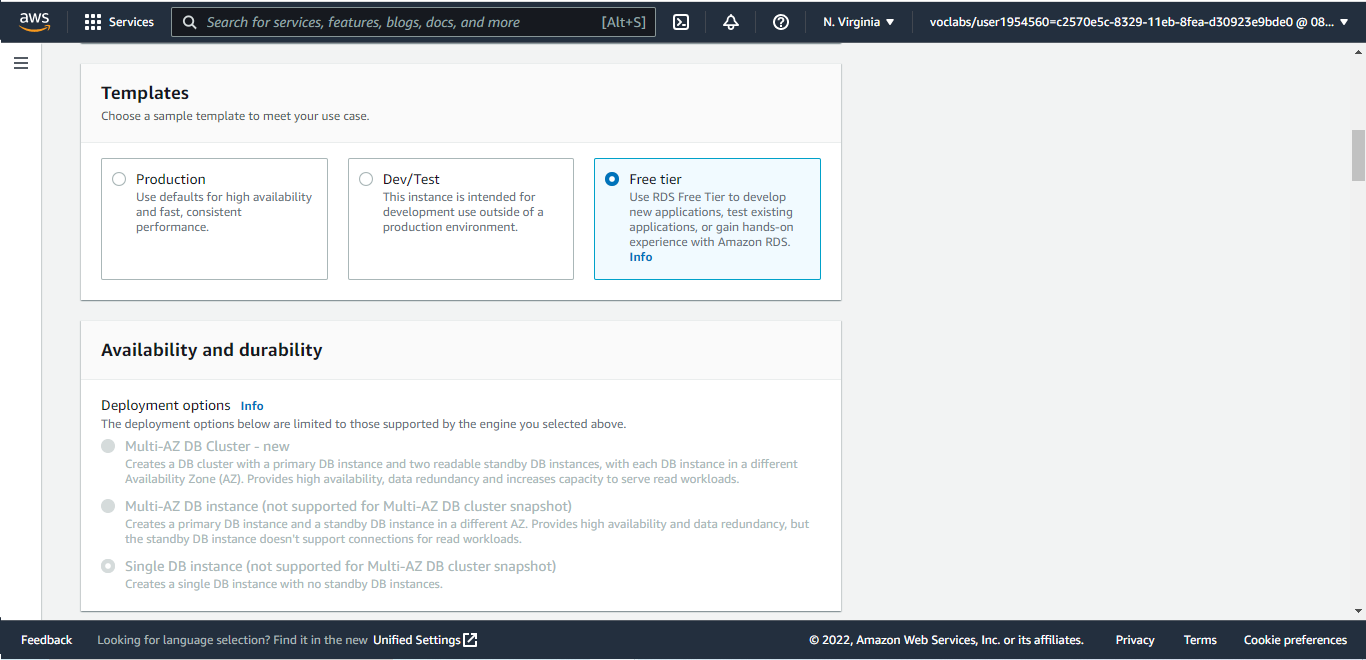 aws
Services
Search for services, features, blogs, docs, and more [Alt+S]
N. Virginia
voclabs/user1954560=c2570e5c-8329-11eb-8fea-d30923e9bde0 @ 08...
Templates
Choose a sample template to meet your use case.
Production
Use defaults for high availability
and fast, consistent
performance.
Dev/Test
This instance is intended for
development use outside of a
production environment.
Free tier
Use RDS Free Tier to develop
new applications, test existing
applications, or gain hands-on
experience with Amazon RDS.
Info
Availability and durability
Deployment options Info
The deployment options below are limited to those supported by the engine you selected above.
Multi-AZ DB Cluster - new
Creates a DB cluster with a primary DB instance and two readable standby DB instances, with each DB instance in a different
Availability Zone (AZ). Provides high availability, data redundancy and increases capacity to serve read workloads.
Multi-AZ DB instance (not supported for Multi-AZ DB cluster snapshot)
Creates a primary DB instance and a standby DB instance in a different AZ. Provides high availability and data redundancy, but
the standby DB instance doesn't support connections for read workloads.
Single DB instance (not supported for Multi-AZ DB cluster snapshot)
Creates a single DB instance with no standby DB instances.
Feedback
Looking for language selection? Find it in the new Unified Settings
© 2022, Amazon Web Services, Inc. or its affiliates.
Privacy
Terms
Cookie preferences